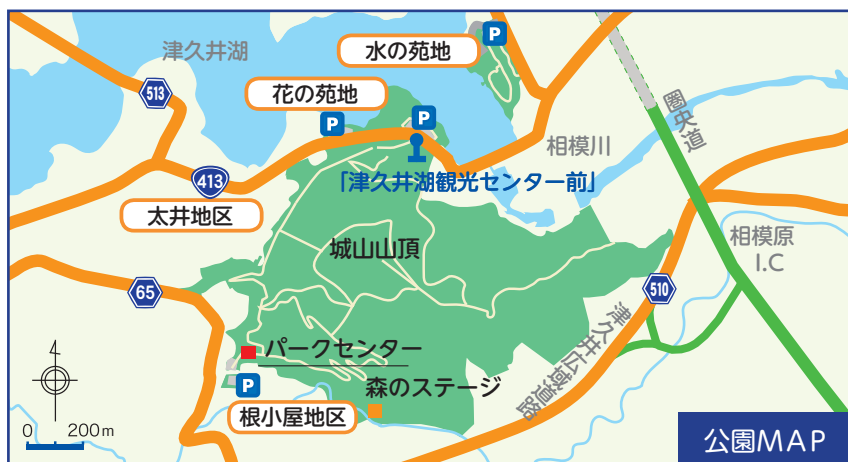 津久井湖
水の苑地
P
513
花の苑地
P
P
圏央道
相模川
413
「津久井湖観光センター前」
太井地区
城山山頂
相模原
I.C
65
510
津久井広域道路
パークセンター
P
森のステージ
根小屋地区
4
0 200m
公園MAP